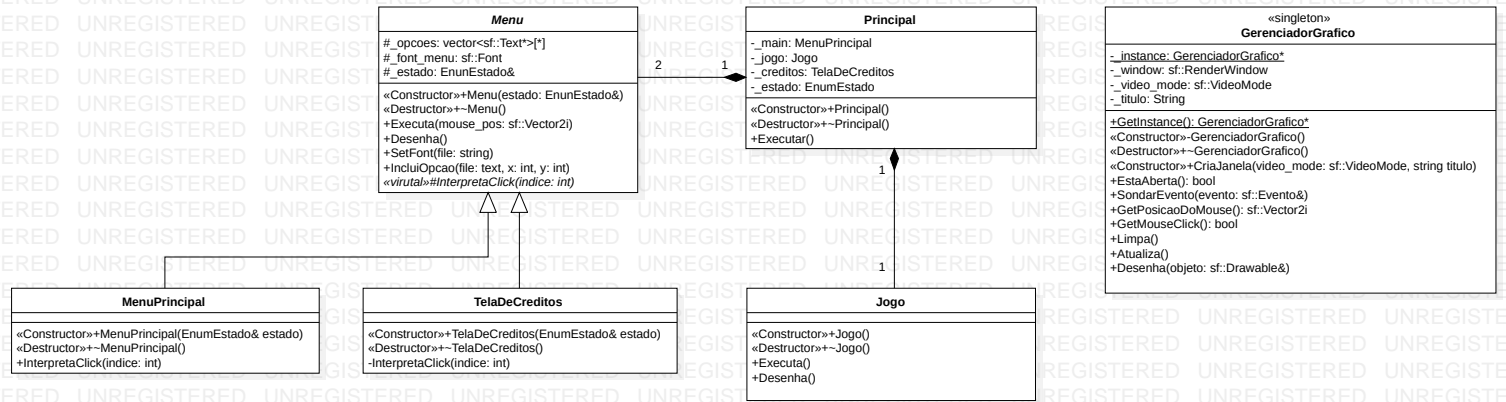 Menu
#_opcoes: vector<sf::Text*>[*]
#_font_menu: sf::Font
#_estado: EnunEstado&
«Constructor»+Menu(estado: EnunEstado&)
«Destructor»+~Menu()
+Executa(mouse_pos: sf::Vector2i)
+Desenha()
+SetFont(file: string)
+IncluiOpcao(file: text, x: int, y: int)
«virutal»#InterpretaClick(indice: int)
2
1
Principal
-_main: MenuPrincipal
-_jogo: Jogo
-_creditos: TelaDeCreditos
-_estado: EnumEstado
«Constructor»+Principal()
«Destructor»+~Principal()
+Executar()
1
1
«singleton»
GerenciadorGrafico
-_instance: GerenciadorGrafico*
-_window: sf::RenderWindow
-_video_mode: sf::VideoMode
-_titulo: String
+GetInstance(): GerenciadorGrafico*
«Constructor»-GerenciadorGrafico()
«Destructor»+~GerenciadorGrafico()
«Constructor»+CriaJanela(video_mode: sf::VideoMode, string titulo)
+EstaAberta(): bool
+SondarEvento(evento: sf::Evento&)
+GetPosicaoDoMouse(): sf::Vector2i
+GetMouseClick(): bool
+Limpa()
+Atualiza()
+Desenha(objeto: sf::Drawable&)
MenuPrincipal
«Constructor»+MenuPrincipal(EnumEstado& estado)
«Destructor»+~MenuPrincipal()
+InterpretaClick(indice: int)
TelaDeCreditos
«Constructor»+TelaDeCreditos(EnumEstado& estado)
«Destructor»+~TelaDeCreditos()
-InterpretaClick(indice: int)
Jogo
«Constructor»+Jogo()
«Destructor»+~Jogo()
+Executa()
+Desenha()
UNREGISTERED